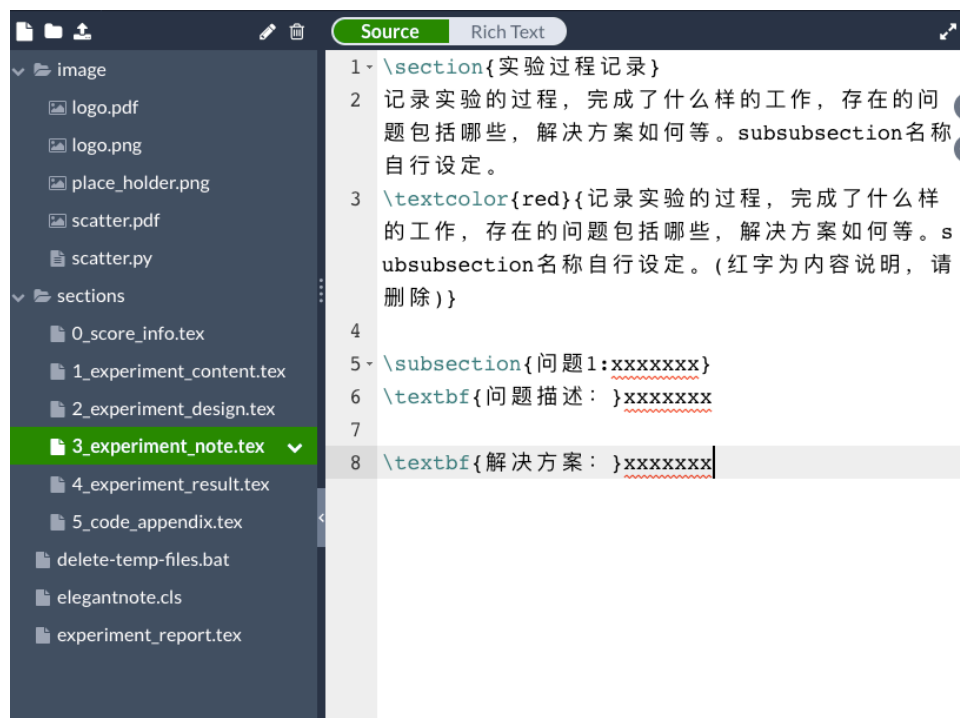 Source
Rich Text
image
logo.pdf
logo.png
place_holder.png
scatter.pdf
scatter.py
sections
0_score_info.tex
1_experiment_content.tex
2_experiment_design.tex
3_experiment_note.tex
4_experiment_result.tex
5_code_appendix.tex
delete-temp-files.bat
elegantnote.cls
experiment_report.tex
1 \section{实验过程记录}
2 记录实验的过程，完成了什么样的工作，存在的问
题包括哪些，解决方案如何等。subsubsection名称
自行设定。
3 \textcolor{red}{记录实验的过程，完成了什么样
的工作，存在的问题包括哪些，解决方案如何等。s
ubsubsection名称自行设定。(红字为内容说明，请
删除)}
4
5 \subsection{问题1:xxxxxxx}
6 \textbf{问题描述：}xxxxxxx
7
8 \textbf{解决方案：}xxxxxxx